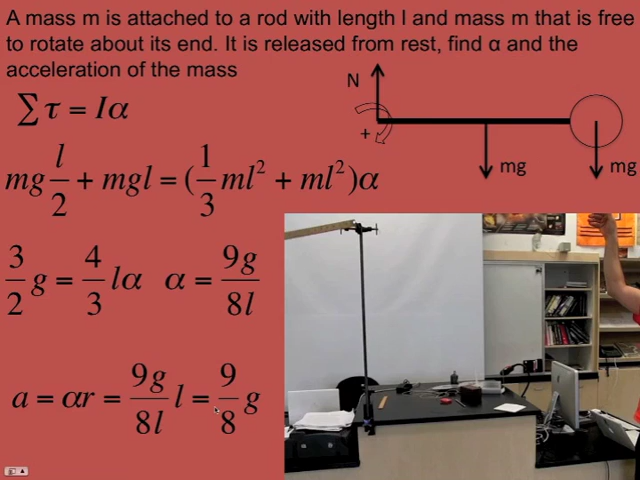 A mass m is attached to a rod with length l and mass m that is free
to rotate about its end. It is released from rest, find α and the
acceleration of the mass
N
∑τ = Iα
+
mg l/2 + mgl = (1/3 ml² + ml²)α
mg
mg
3/2 g = 4/3 lα α = 9g/8l
a = αr = 9g/8l l = 9/8 g